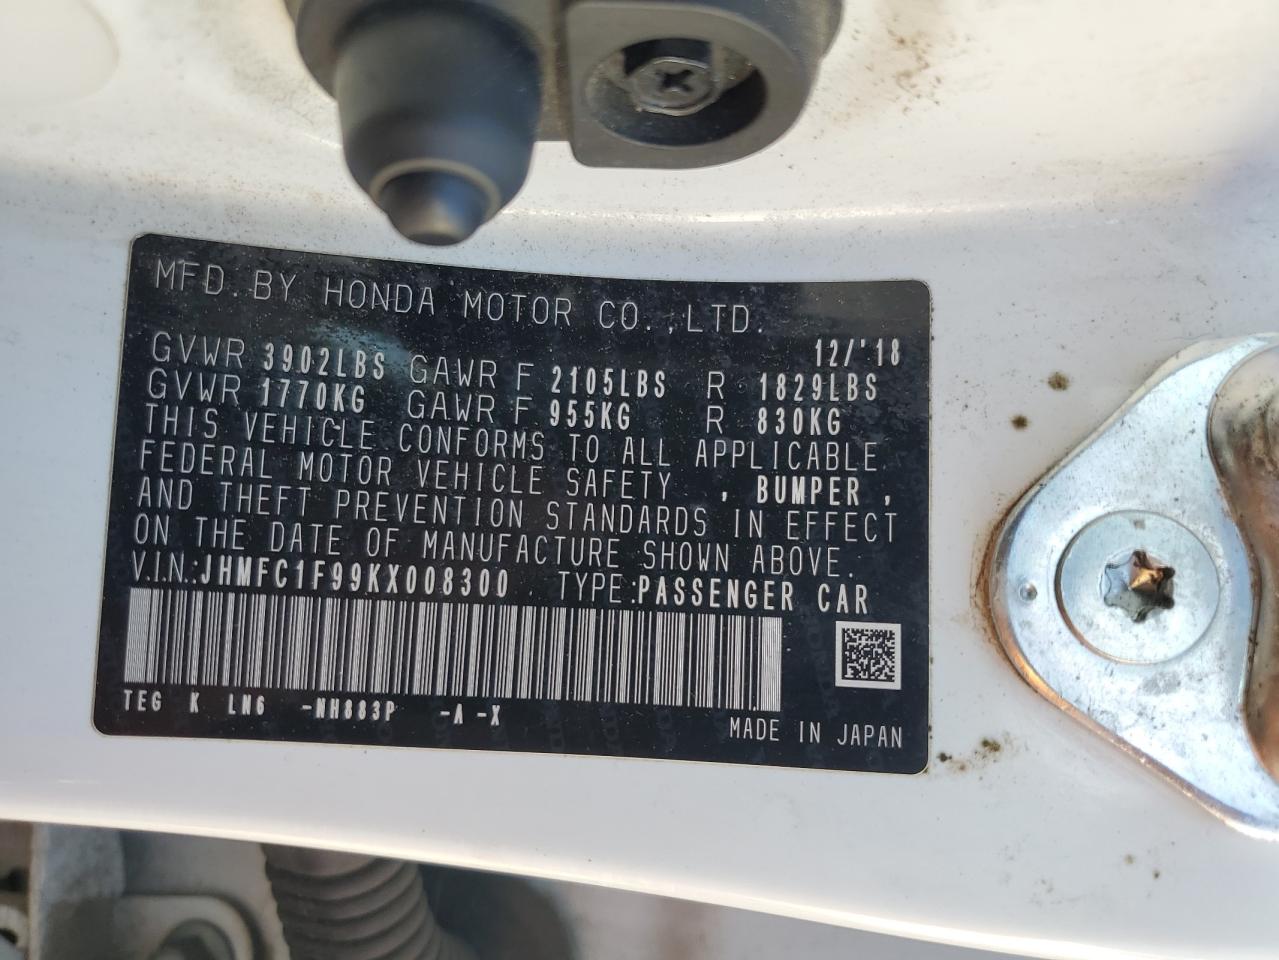 MFD. BY HONDA MOTOR CO., LTD.
12/'18
GVWR 3902LBS GAWR F 2105LBS R 1829LBS
GVWR 1770KG GAWR F 955KG R 830KG
THIS VEHICLE CONFORMS TO ALL APPLICABLE
FEDERAL MOTOR VEHICLE SAFETY , BUMPER ,
AND THEFT PREVENTION STANDARDS IN EFFECT
ON THE DATE OF MANUFACTURE SHOWN ABOVE.
V.I.N.: JHMFC1F99KX008300 TYPE: PASSENGER CAR
TEG K LN6 -NH883P -A -X
MADE IN JAPAN